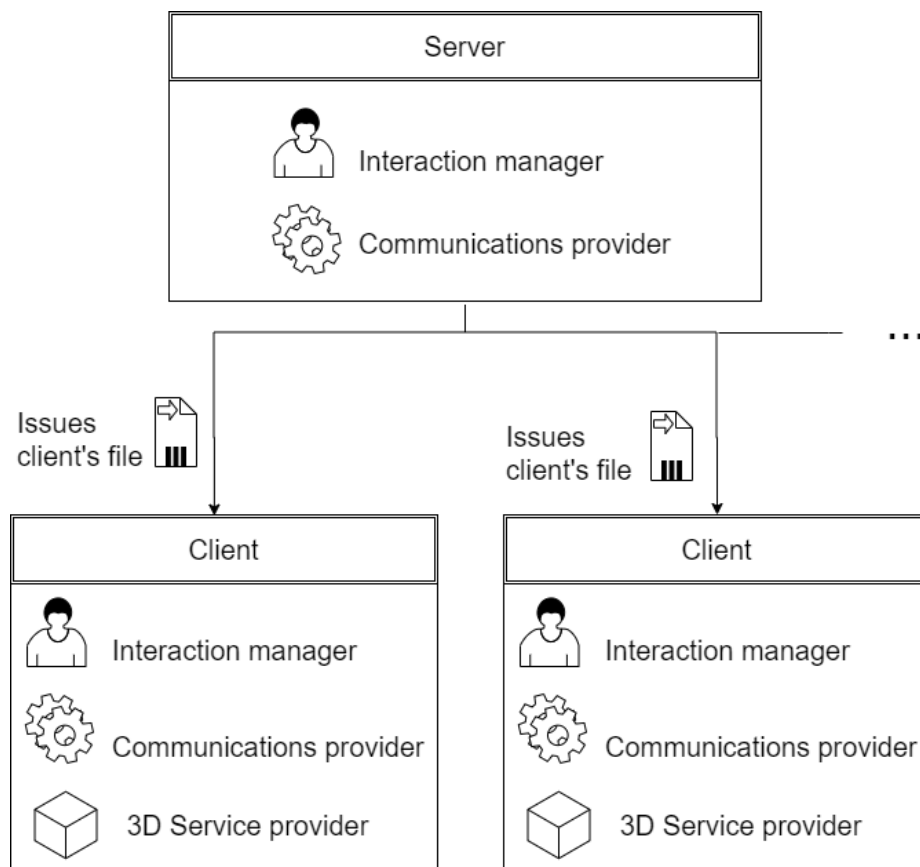 Server
Interaction manager
Communications provider
...
Issues
client's file
Issues
client's file
Client
Interaction manager
Communications provider
3D Service provider
Client
Interaction manager
Communications provider
3D Service provider